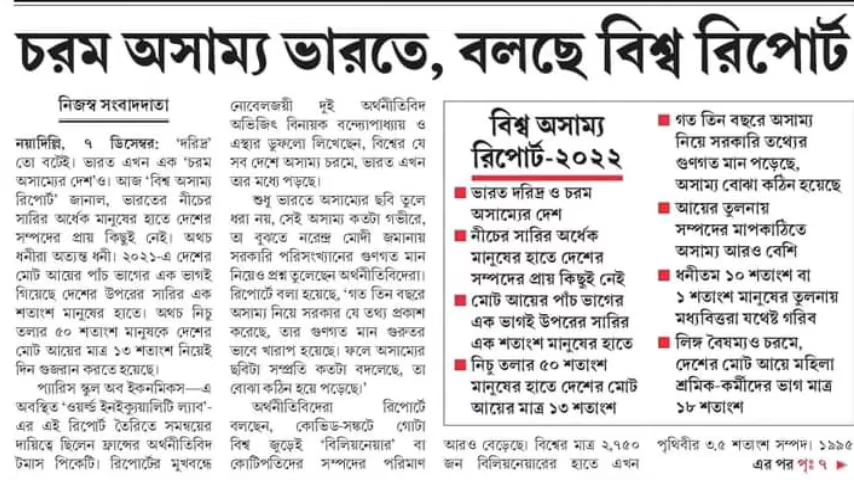 চরম অসাম্য ভারতে, বলছে বিশ্ব রিপোর্ট
নিজস্ব সংবাদদাতা
নয়াদিল্লি, ৭ ডিসেম্বর: ‘দরিদ্র’
তো বটেই। ভারত এখন এক ‘চরম
অসাম্যের দেশ’ও। আজ ‘বিশ্ব অসাম্য
রিপোর্ট’ জানাল, ভারতের নীচের
সারির অর্ধেক মানুষের হাতে দেশের
সম্পদের প্রায় কিছুই নেই। অথচ
ধনীরা অত্যন্ত ধনী। ২০২১-এ দেশের
মোট আয়ের পাঁচ ভাগের এক ভাগই
গিয়েছে দেশের উপরের সারির এক
শতাংশ মানুষের হাতে। অথচ নিচু
তলার ৫০ শতাংশ মানুষকে দেশের
মোট আয়ের মাত্র ১৩ শতাংশ নিয়েই
দিন গুজরান করতে হয়েছে।
প্যারিস স্কুল অব ইকনমিকস—এ
অবস্থিত ‘ওয়ার্ল্ড ইনইকুয়ালিটি ল্যাব’-
এর এই রিপোর্ট তৈরিতে সমন্বয়ের
দায়িত্বে ছিলেন ফ্রান্সের অর্থনীতিবিদ
টমাস পিকেটি। রিপোর্টের মুখবন্ধে
নোবেলজয়ী দুই অর্থনীতিবিদ
অভিজিৎ বিনায়ক বন্দ্যোপাধ্যায় ও
এস্থার ডুফলো লিখেছেন, বিশ্বের যে
সব দেশে অসাম্য চরমে, ভারত এখন
তার মধ্যে পড়ছে।
শুধু ভারতে অসাম্যের ছবি তুলে
ধরা নয়, সেই অসাম্য কতটা গভীরে,
তা বুঝতে নরেন্দ্র মোদী জমানায়
সরকারি পরিসংখ্যানের গুণগত মান
নিয়েও প্রশ্ন তুলেছেন অর্থনীতিবিদেরা।
রিপোর্টে বলা হয়েছে, ‘গত তিন বছরে
অসাম্য নিয়ে সরকার যে তথ্য প্রকাশ
করেছে, তার গুণগত মান গুরুতর
ভাবে খারাপ হয়েছে। ফলে অসাম্যের
ছবিটা সম্প্রতি কতটা বদলেছে, তা
বোঝা কঠিন হয়ে পড়েছে।’
অর্থনীতিবিদেরা রিপোর্টে
বলছেন, কোভিড-সঙ্কটে গোটা
বিশ্ব জুড়েই ‘বিলিয়নেয়ার’ বা
কোটিপতিদের সম্পদের পরিমাণ
বিশ্ব অসাম্য
রিপোর্ট-২০২২
ভারত দরিদ্র ও চরম
অসাম্যের দেশ
নীচের সারির অর্ধেক
মানুষের হাতে দেশের
সম্পদের প্রায় কিছুই নেই
মোট আয়ের পাঁচ ভাগের
এক ভাগই উপরের সারির
এক শতাংশ মানুষের হাতে
নিচু তলার ৫০ শতাংশ
মানুষের হাতে দেশের মোট
আয়ের মাত্র ১৩ শতাংশ
গত তিন বছরে অসাম্য
নিয়ে সরকারি তথ্যের
গুণগত মান পড়েছে,
অসাম্য বোঝা কঠিন হয়েছে
আয়ের তুলনায়
সম্পদের মাপকাঠিতে
অসাম্য আরও বেশি
ধনীতম ১০ শতাংশ বা
১ শতাংশ মানুষের তুলনায়
মধ্যবিত্তরা যথেষ্ট গরিব
লিঙ্গ বৈষম্যও চরমে,
দেশের মোট আয়ে মহিলা
শ্রমিক-কর্মীদের ভাগ মাত্র
১৮ শতাংশ
আরও বেড়েছে। বিশ্বের মাত্র ২,৭৫০
জন বিলিয়নেয়ারের হাতে এখন
পৃথিবীর ৩.৫ শতাংশ সম্পদ। ১৯৯৫
এর পর পৃঃ ৭